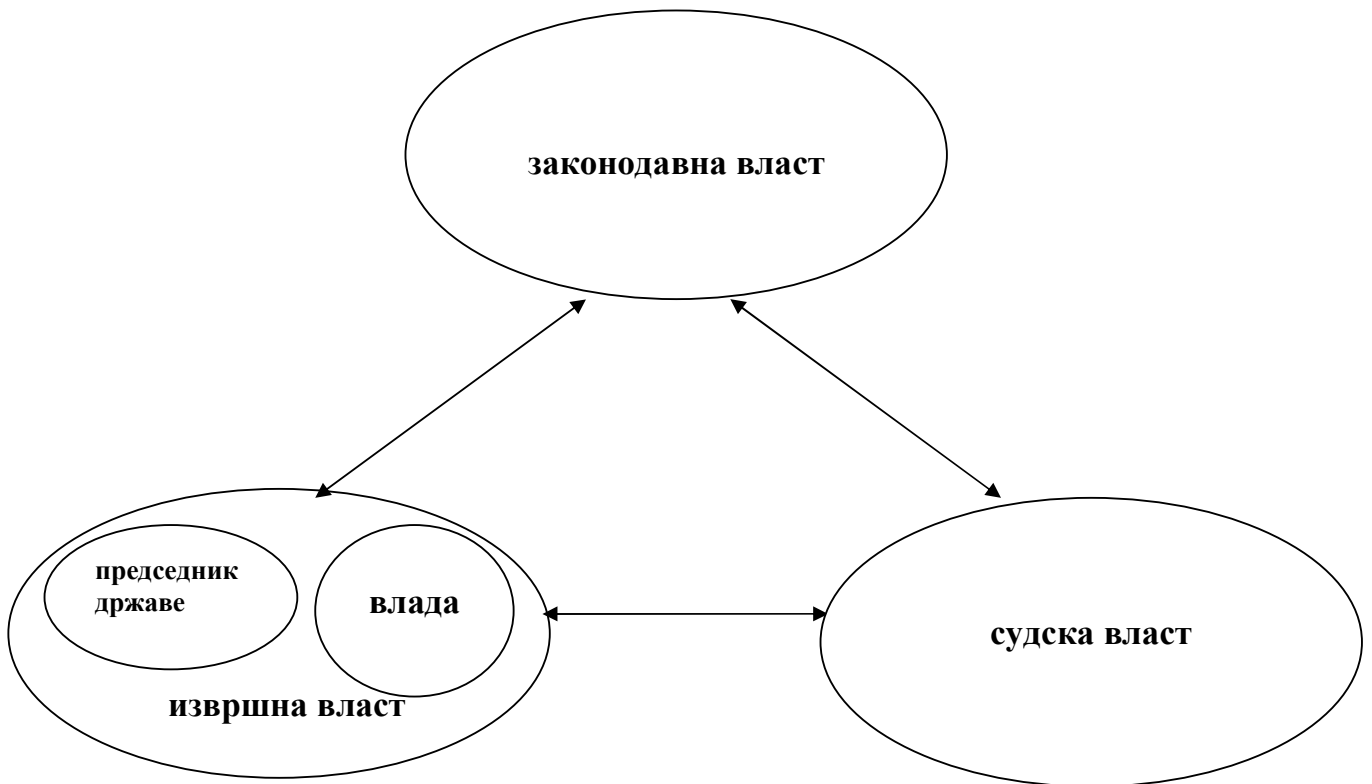 законодавна власт
председник
државе
влада
извршна власт
судска власт